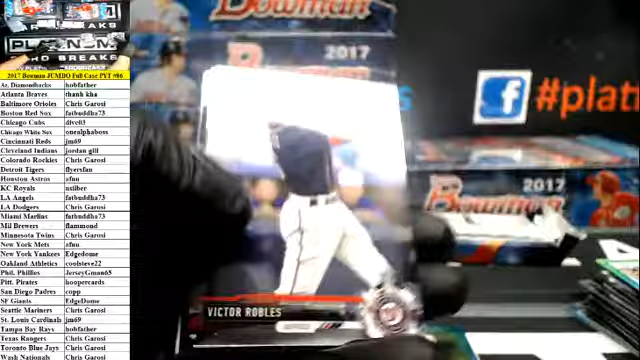 PLATINUM
CARD BREAKS
2017 Bowman JUMBO Full Case PYT #06
Az. Diamondbacks hobfather
Atlanta Braves thanh kha
Baltimore Orioles Chris Garosi
Boston Red Sox fatbuddha73
Chicago Cubs dive03
Chicago White Sox onealphaboss
Cincinnati Reds jm69
Cleveland Indians jordan gill
Colorado Rockies Chris Garosi
Detroit Tigers flyersfan
Houston Astros afnu
KC Royals nsilber
LA Angels fatbuddha73
LA Dodgers Chris Garosi
Miami Marlins fatbuddha73
Mil Brewers flammond
Minnesota Twins Chris Garosi
New York Mets afnu
New York Yankees Edgedome
Oakland Athletics coolsteve22
Phil. Phillies JerseyGman65
Pitt. Pirates hoopercards
San Diego Padres copp
SF Giants EdgeDome
Seattle Mariners Chris Garosi
St. Louis Cardinals jm69
Tampa Bay Rays hobfather
Texas Rangers Chris Garosi
Toronto Blue Jays Chris Garosi
Wash Nationals Chris Garosi
Bowman
2017
Bowman
f #plati
2017
Bowman
VICTOR ROBLES